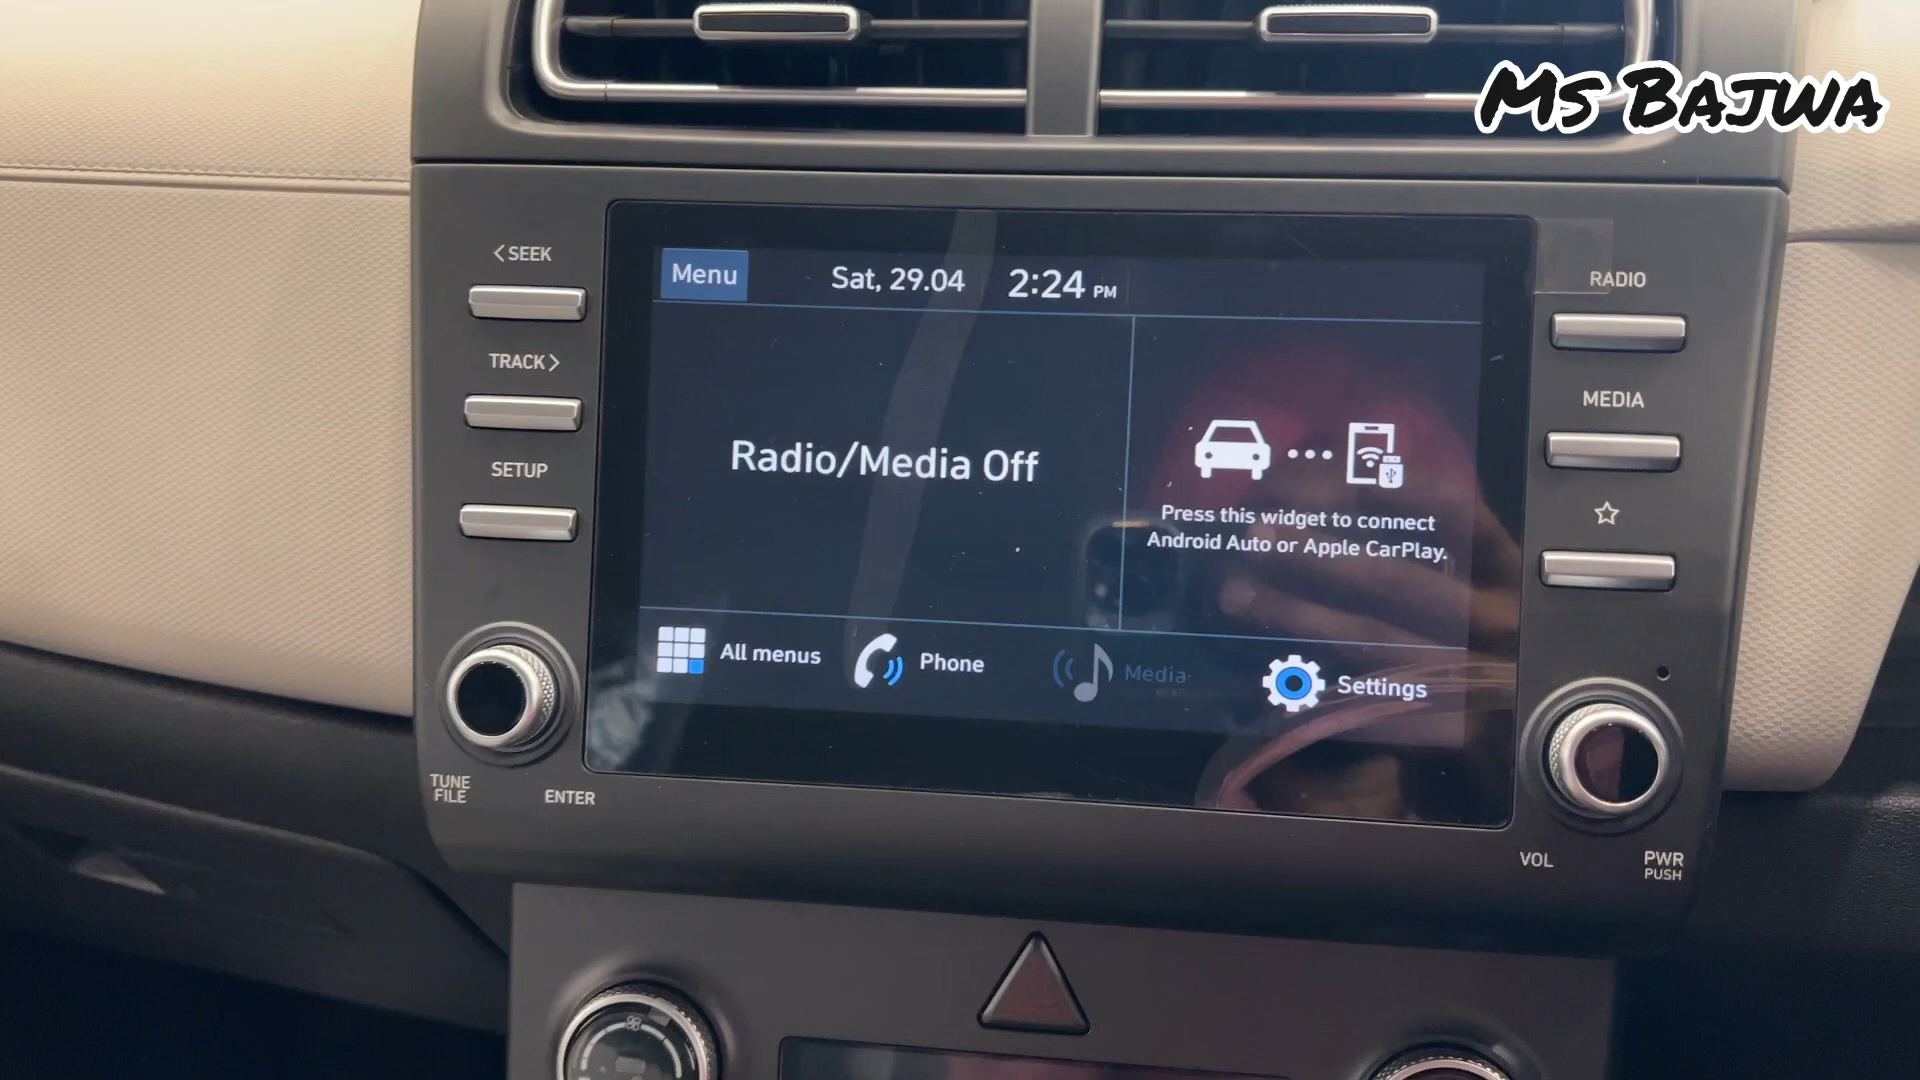 Ms Bajwa
<SEEK
TRACK>
SETUP
TUNE
FILE
ENTER
Menu
Sat, 29.04
2:24 PM
Radio/Media Off
Press this widget to connect
Android Auto or Apple CarPlay.
All menus
Phone
Media
Settings
RADIO
MEDIA
VOL
PWR
PUSH